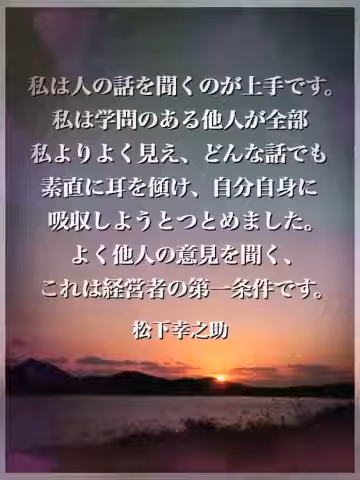 私は人の話を聞くのが上手です。
私は学問のある他人が全部
私よりよく見え、どんな話でも
素直に耳を傾け、自分自身に
吸収しようとつとめました。
よく他人の意見を聞く、
これは経営者の第一条件です。
松下幸之助